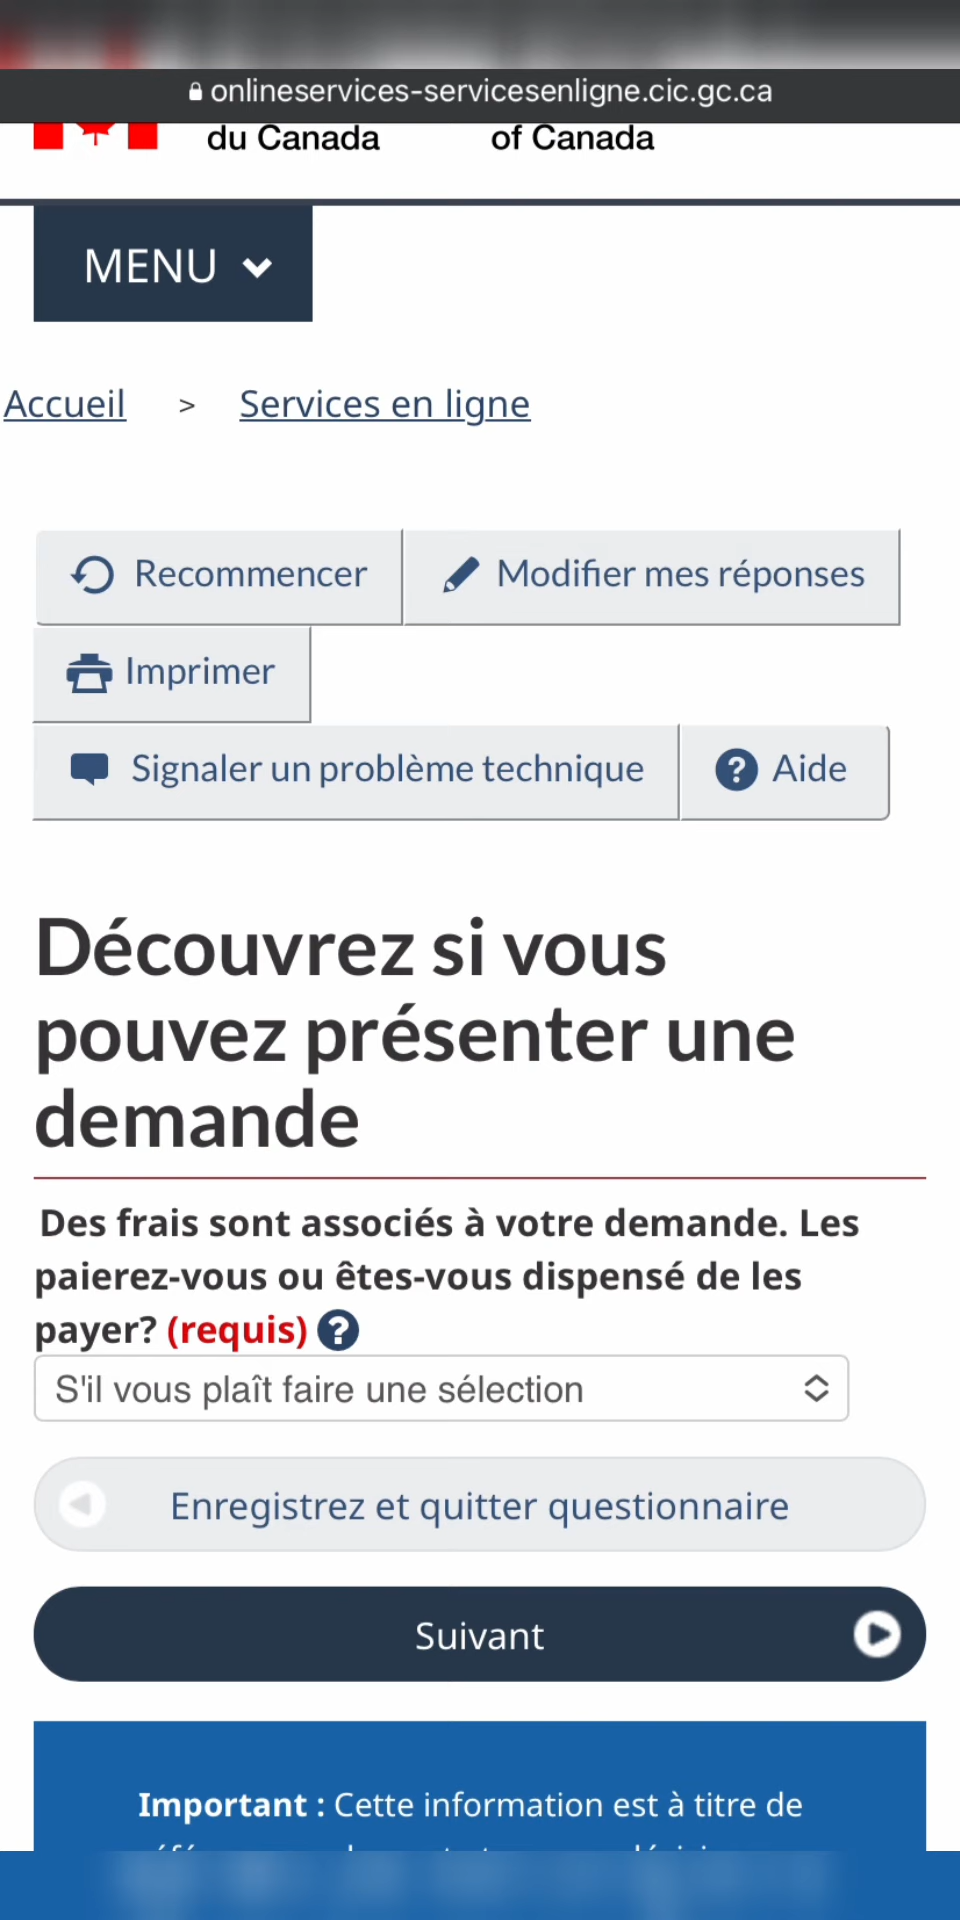 onlineservices-servicesenligne.cic.gc.ca
du Canada of Canada
MENU
Accueil > Services en ligne
Recommencer Modifier mes réponses
Imprimer
Signaler un problème technique ? Aide
Découvrez si vous
pouvez présenter une
demande
Des frais sont associés à votre demande. Les
paierez-vous ou êtes-vous dispensé de les
payer? (requis) ?
S'il vous plaît faire une sélection
Enregistrez et quitter questionnaire
Suivant
Important : Cette information est à titre de